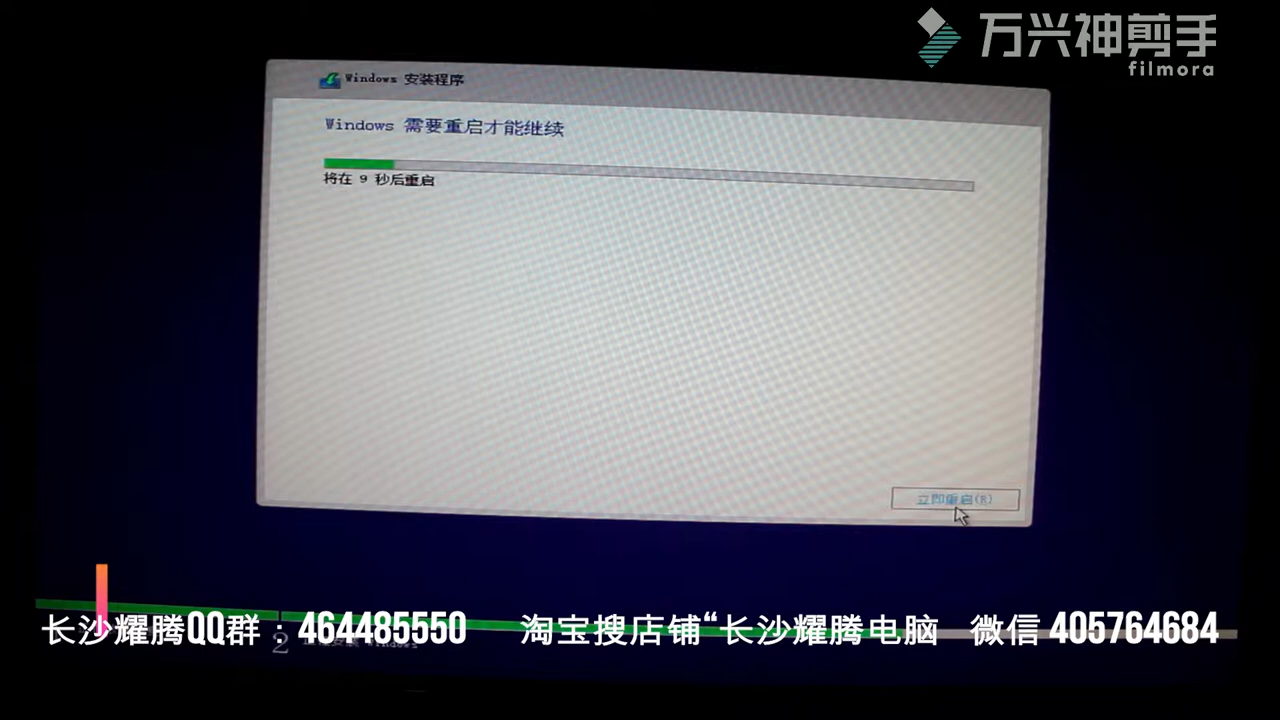 万兴神剪手
filmora
Windows 安装程序
Windows 需要重启才能继续
将在 9 秒后重启
立即重启(R)
长沙耀腾QQ群：464485550 淘宝搜店铺“长沙耀腾电脑 微信 405764684
2 Windows